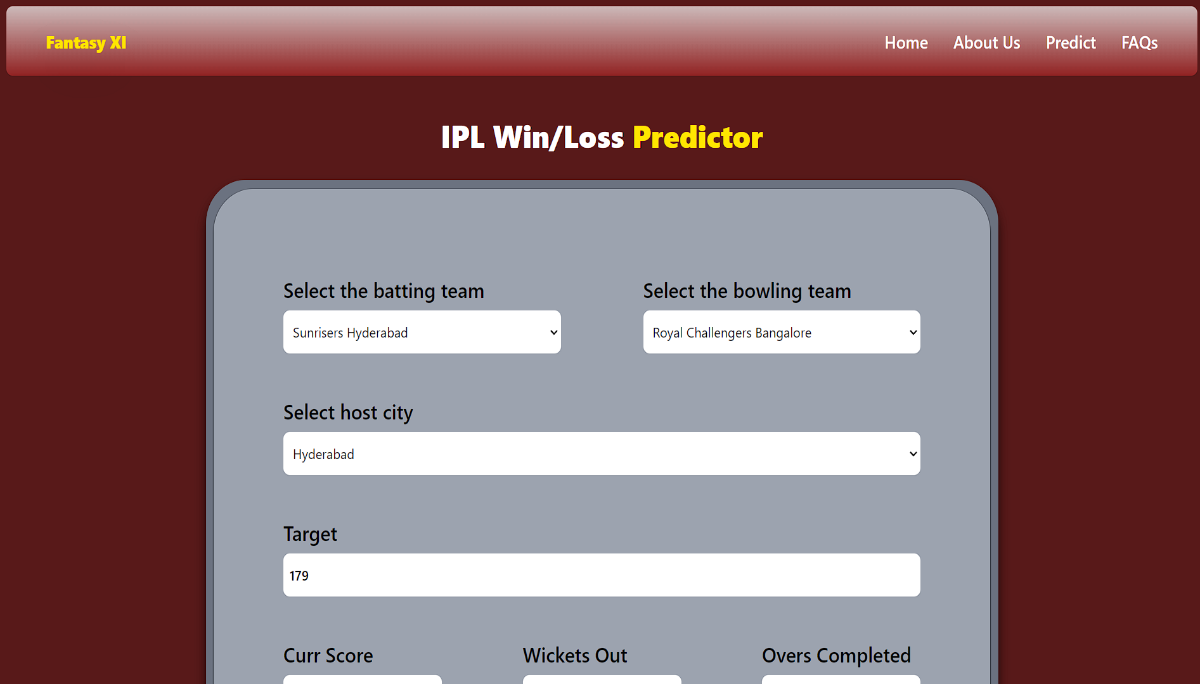 Fantasy XI
Home About Us Predict FAQs
IPL Win/Loss Predictor
Select the batting team Select the bowling team
Sunrisers Hyderabad Royal Challengers Bangalore
Select host city
Hyderabad
Target
179
Curr Score Wickets Out Overs Completed